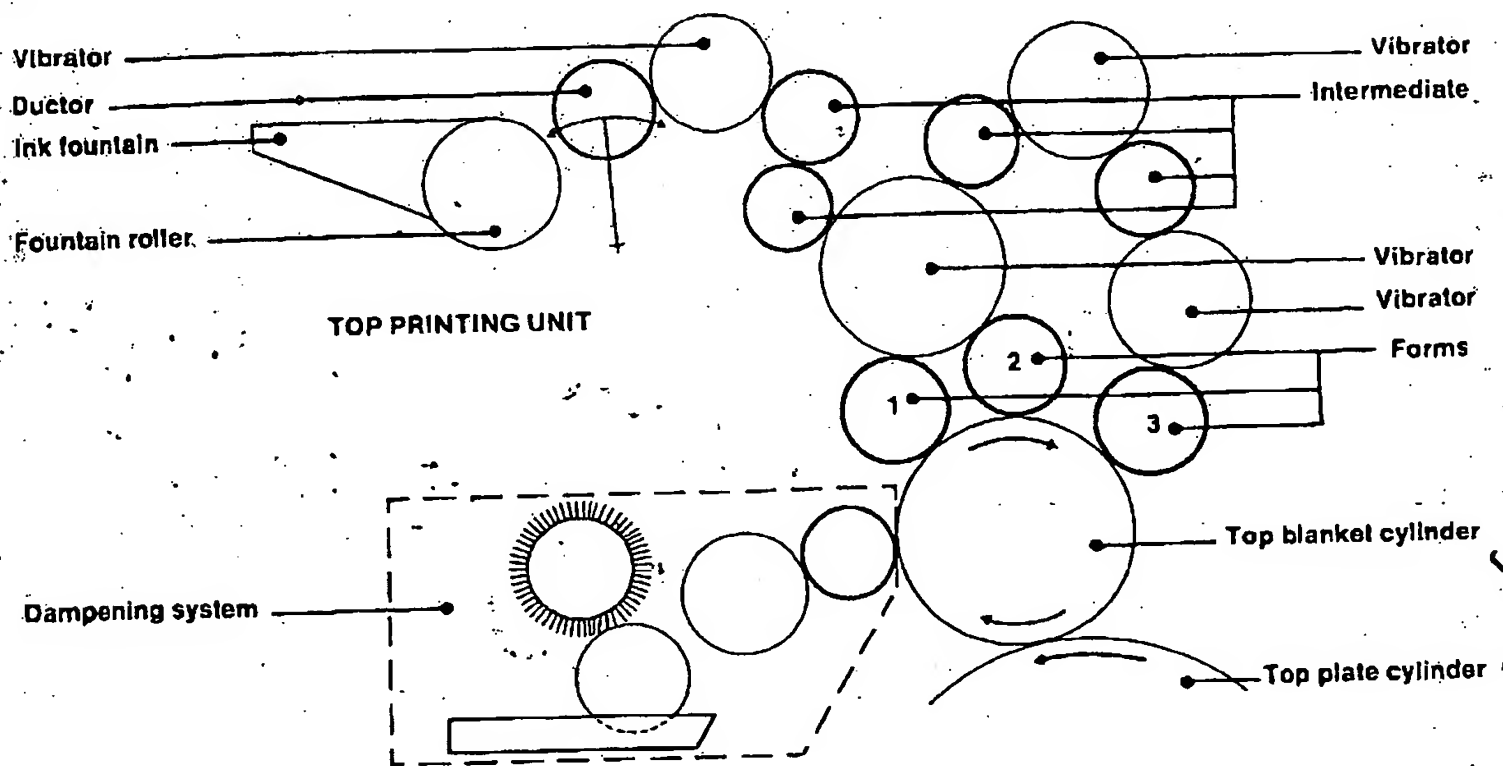 Vibrator
Ductor
Ink fountain
Fountain roller
Vibrator
Intermediate
TOP PRINTING UNIT
Vibrator
Vibrator
Forms
1
2
3
Dampening system
Top blanket cylinder
Top plate cylinder